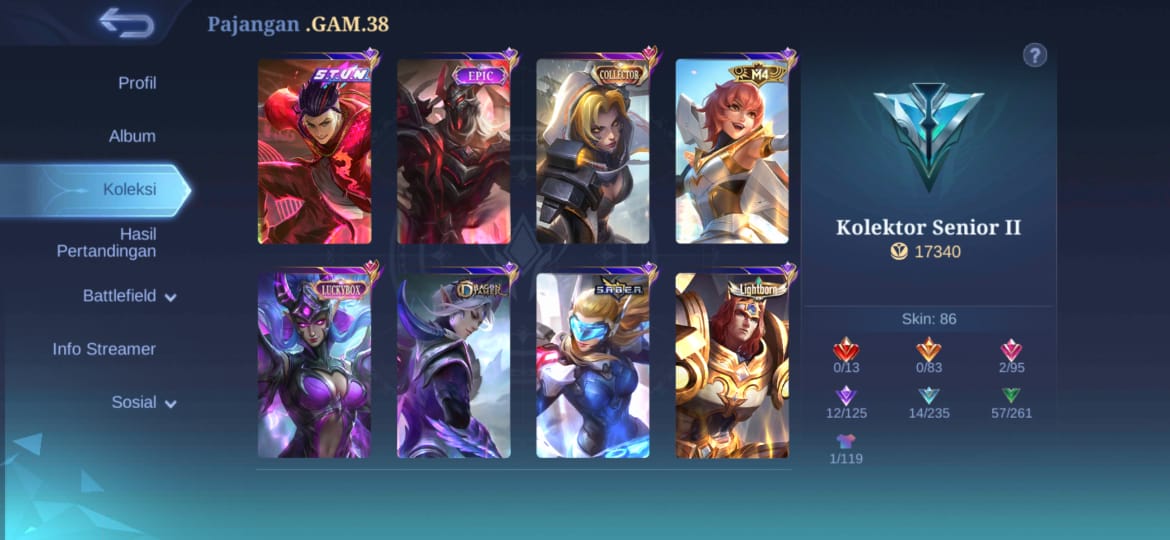 Pajangan .GAM.38
?
Profil
Album
Koleksi
Hasil
Pertandingan
Battlefield
Info Streamer
Sosial
S.T.U.N.
EPIC
COLLECTOR
M4
LUCKYBOX
DRAGON
TAMER
S.A.B.E.R.
Lightborn
Kolektor Senior II
17340
Skin: 86
0/13
0/83
2/95
12/125
14/235
57/261
1/119